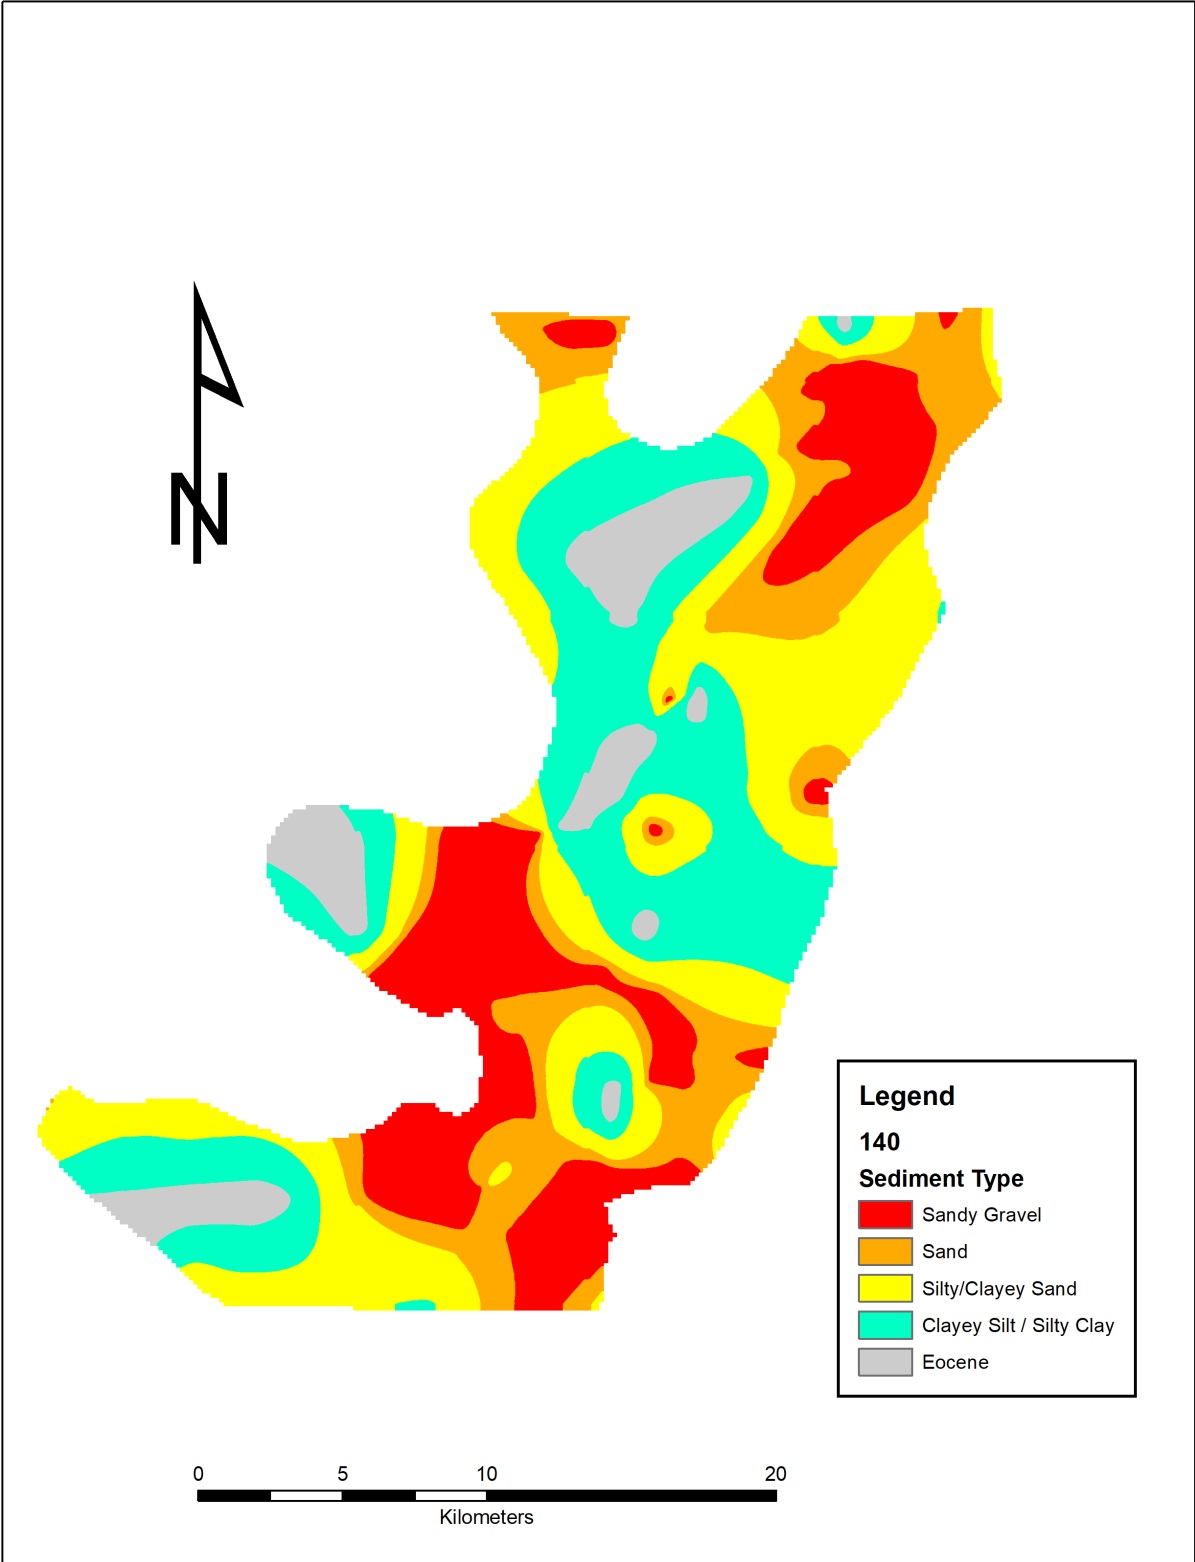 N
Legend
140
Sediment Type
Sandy Gravel
Sand
Silty/Clayey Sand
Clayey Silt / Silty Clay
Eocene
0 5 10 20
Kilometers